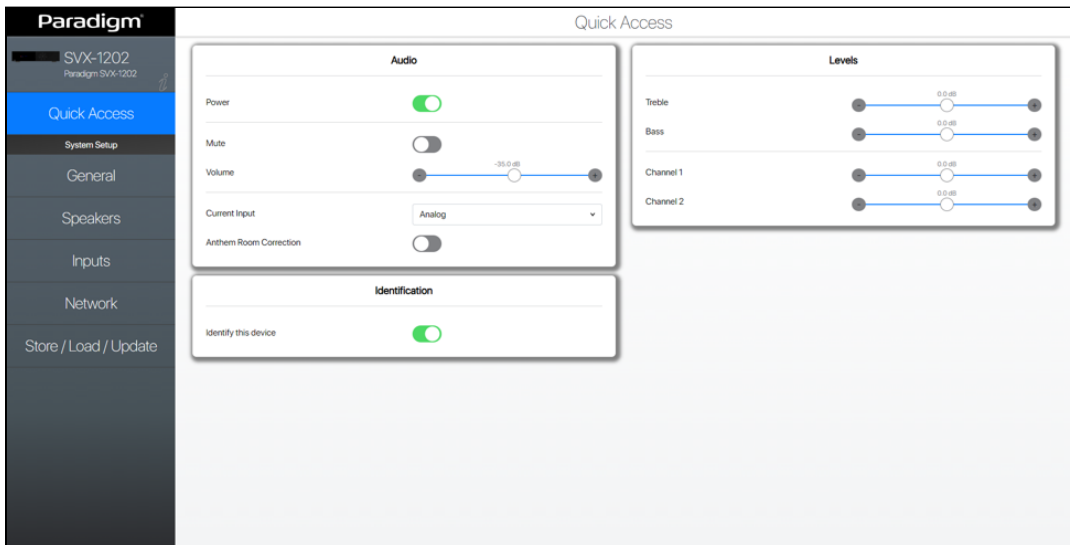 Paradigm®
Quick Access
SVX-1202
Paradigm SVX-1202
i
Quick Access
System Setup
General
Speakers
Inputs
Network
Store / Load / Update
Audio
Power
Mute
Volume
-35.0 dB
- +
Current Input
Analog
Anthem Room Correction
Identification
Identify this device
Levels
Treble
0.0 dB
- +
Bass
0.0 dB
- +
Channel 1
0.0 dB
- +
Channel 2
0.0 dB
- +